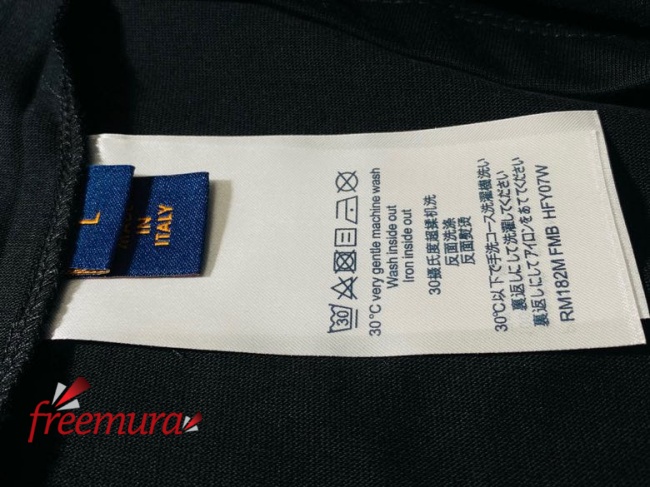 L
MADE
IN
ITALY
30
30 °C very gentle machine wash
Wash inside out
Iron inside out
30摄氏度超揉机洗
反面洗涤
反面熨烫
30℃以下で手洗コース洗濯機洗い
裏返しにして洗濯してください
裏返しにしてアイロンをあててください
RM182M FMB HFY07W
freemura